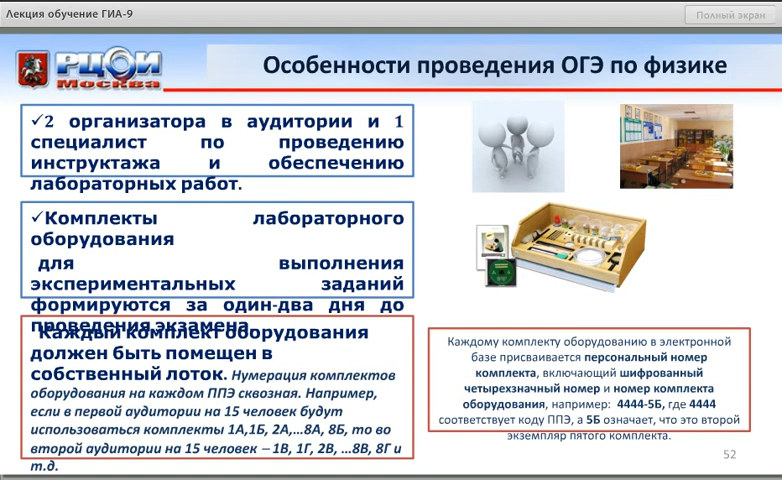 Лекция обучение ГИА-9
Полный экран
РЦОИ
Москва
Особенности проведения ОГЭ по физике
✓2 организатора в аудитории и 1
специалист по проведению
инструктажа и обеспечению
лабораторных работ.
✓Комплекты лабораторного
оборудования
для выполнения
экспериментальных заданий
формируются за один-два дня до
проведения экзамена.
Каждый комплект оборудования
должен быть помещен в
собственный лоток. Нумерация комплектов
оборудования на каждом ППЭ сквозная. Например,
если в первой аудитории на 15 человек будут
использоваться комплекты 1А,1Б, 2А,...8А, 8Б, то во
второй аудитории на 15 человек – 1В, 1Г, 2В, ...8В, 8Г и
т.д.
Каждому комплекту оборудованию в электронной
базе присваивается персональный номер
комплекта, включающий шифрованный
четырехзначный номер и номер комплекта
оборудования, например: 4444-5Б, где 4444
соответствует коду ППЭ, а 5Б означает, что это второй
экземпляр пятого комплекта.
52